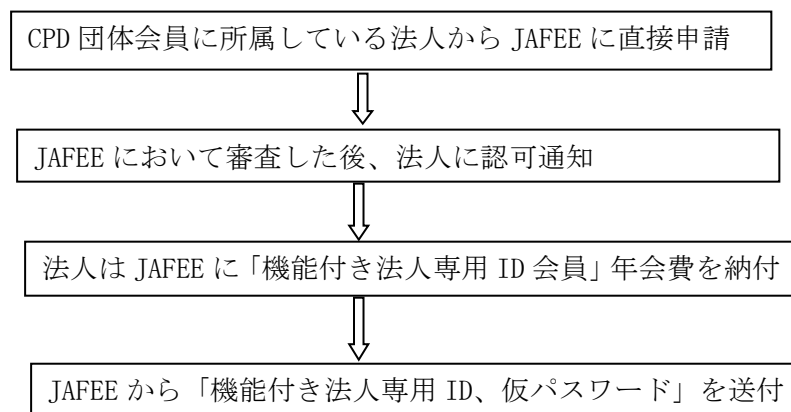 CPD 団体会員に所属している法人から JAFEE に直接申請
JAFEE において審査した後、法人に認可通知
法人は JAFEE に「機能付き法人専用 ID 会員」年会費を納付
JAFEE から「機能付き法人専用 ID、仮パスワード」を送付